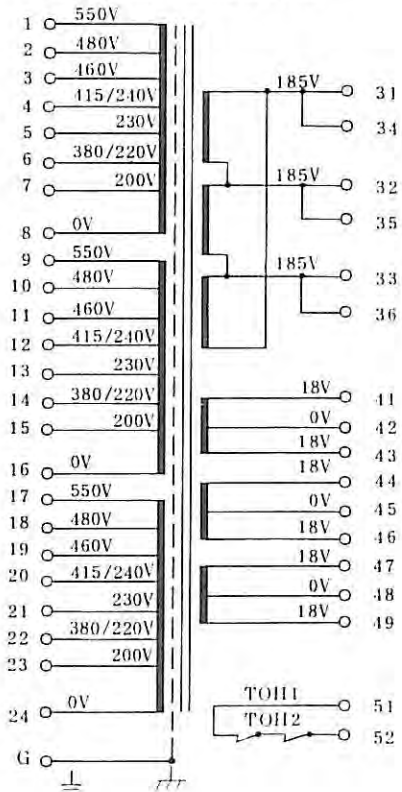 1 550V
2 480V
3 460V
4 415/240V
5 230V
6 380/220V
7 200V
8 0V
9 550V
10 480V
11 460V
12 415/240V
13 230V
14 380/220V
15 200V
16 0V
17 550V
18 480V
19 460V
20 415/240V
21 230V
22 380/220V
23 200V
24 0V
G
185V 31
34
185V 32
35
185V 33
36
18V 41
0V 42
18V 43
18V 44
0V 45
18V 46
18V 47
0V 48
18V 49
TOH1 51
TOH2 52